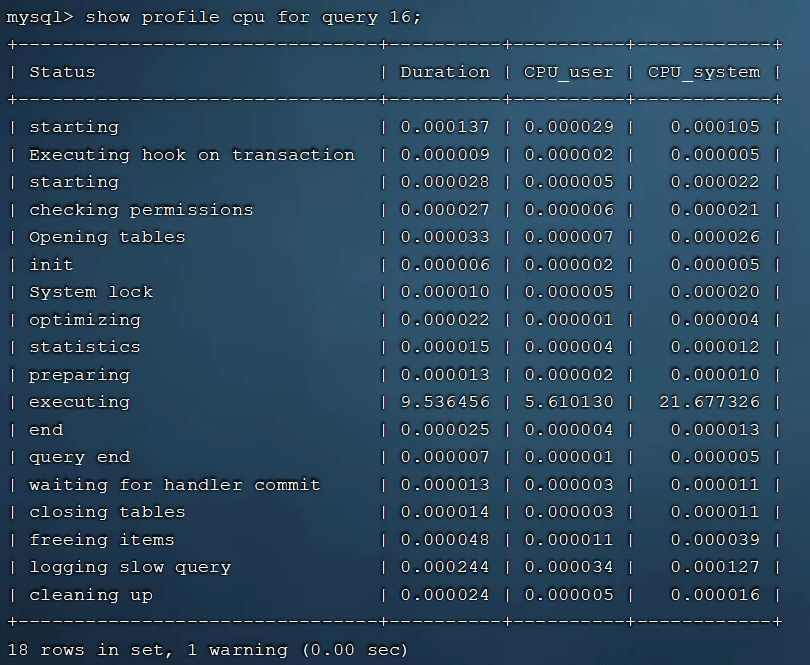 mysql> show profile cpu for query 16;
+--------------------------------+----------+----------+------------+
| Status                         | Duration | CPU_user | CPU_system |
+--------------------------------+----------+----------+------------+
| starting                       | 0.000137 | 0.000029 |   0.000105 |
| Executing hook on transaction  | 0.000009 | 0.000002 |   0.000005 |
| starting                       | 0.000028 | 0.000005 |   0.000022 |
| checking permissions           | 0.000027 | 0.000006 |   0.000021 |
| Opening tables                 | 0.000033 | 0.000007 |   0.000026 |
| init                           | 0.000006 | 0.000002 |   0.000005 |
| System lock                    | 0.000010 | 0.000005 |   0.000020 |
| optimizing                     | 0.000022 | 0.000001 |   0.000004 |
| statistics                     | 0.000015 | 0.000004 |   0.000012 |
| preparing                      | 0.000013 | 0.000002 |   0.000010 |
| executing                      | 9.536456 | 5.610130 |  21.677326 |
| end                            | 0.000025 | 0.000004 |   0.000013 |
| query end                      | 0.000007 | 0.000001 |   0.000005 |
| waiting for handler commit     | 0.000013 | 0.000003 |   0.000011 |
| closing tables                 | 0.000014 | 0.000003 |   0.000011 |
| freeing items                  | 0.000048 | 0.000011 |   0.000039 |
| logging slow query             | 0.000244 | 0.000034 |   0.000127 |
| cleaning up                    | 0.000024 | 0.000005 |   0.000016 |
+--------------------------------+----------+----------+------------+
18 rows in set, 1 warning (0.00 sec)